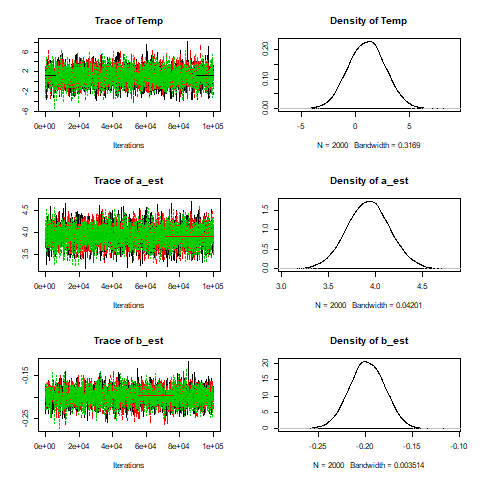 Trace of Temp
Density of Temp
6
2
-2
-6
0e+00 2e+04 4e+04 6e+04 8e+04 1e+05
Iterations
0.20
0.10
0.00
-5 0 5
N = 2000 Bandwidth = 0.3169
Trace of a_est
Density of a_est
4.5
4.0
3.5
0e+00 2e+04 4e+04 6e+04 8e+04 1e+05
Iterations
1.5
1.0
0.5
0.0
3.0 3.5 4.0 4.5
N = 2000 Bandwidth = 0.04201
Trace of b_est
Density of b_est
-0.15
-0.25
0e+00 2e+04 4e+04 6e+04 8e+04 1e+05
Iterations
20
15
10
5
0
-0.25 -0.20 -0.15 -0.10
N = 2000 Bandwidth = 0.003514